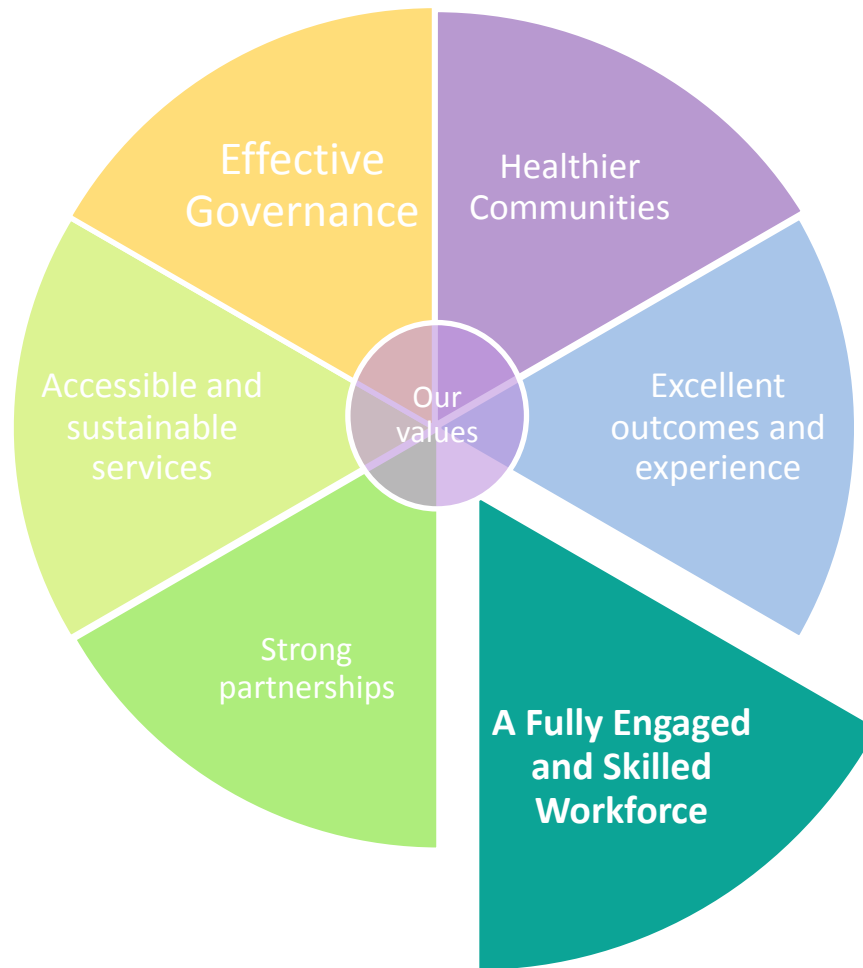 Effective
Governance
Healthier
Communities
Accessible and
sustainable
services
Our
values
Excellent
outcomes and
experience
Strong
partnerships
A Fully Engaged
and Skilled
Workforce